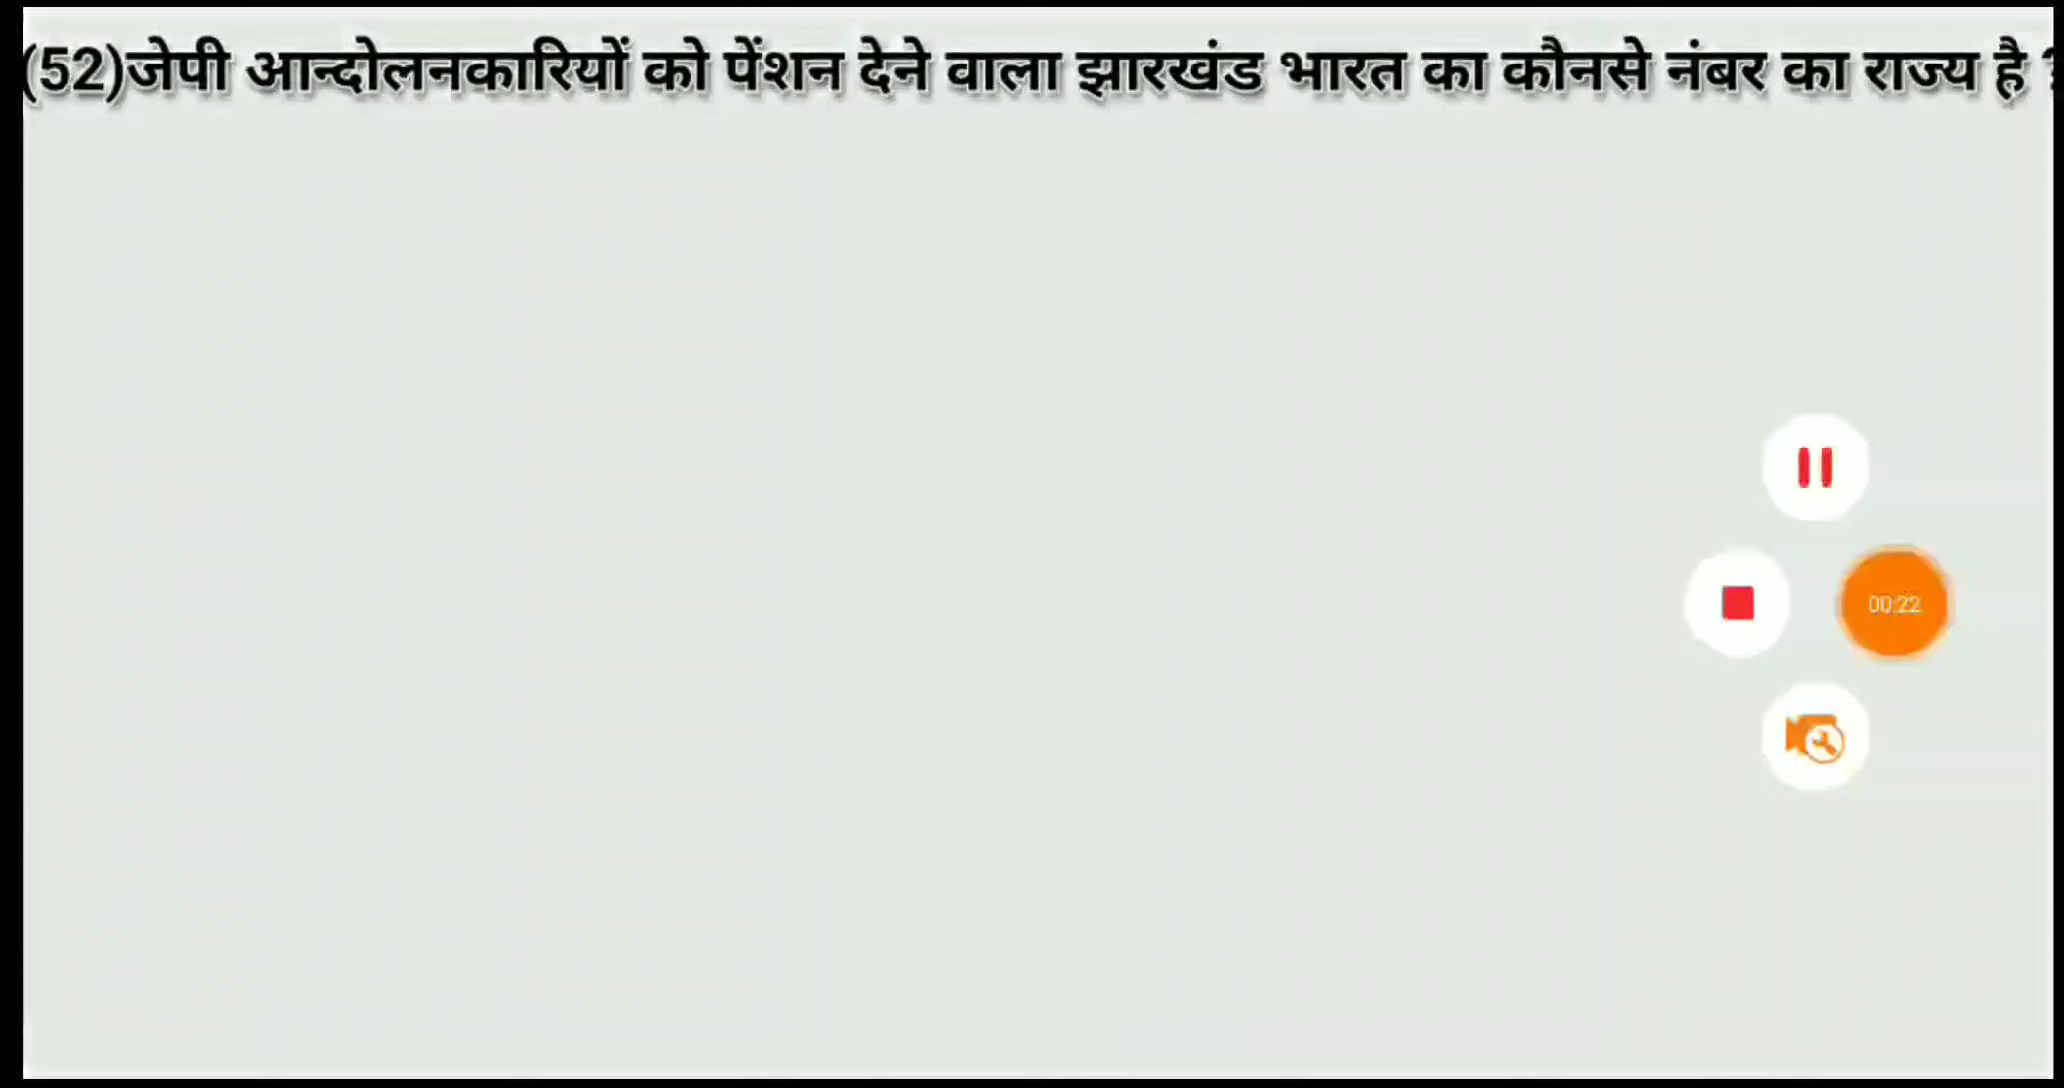 (52)जेपी आन्दोलनकारियों को पेंशन देने वाला झारखंड भारत का कौनसे नंबर का राज्य है ?
00:22